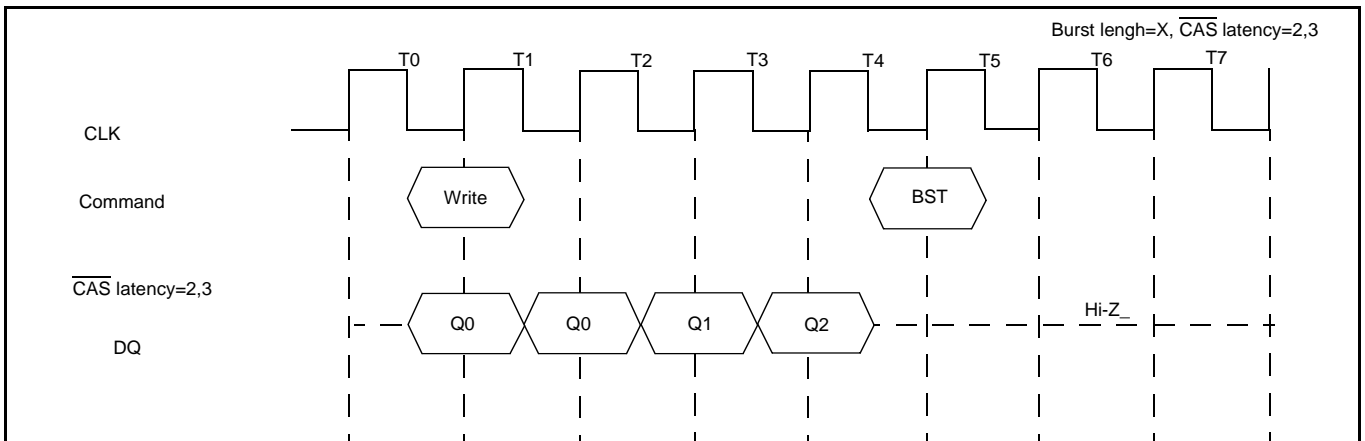 Burst lengh=X, CAS latency=2,3
T0 T1 T2 T3 T4 T5 T6 T7
CLK
Command
Write
BST
CAS latency=2,3
DQ
Q0 Q0 Q1 Q2
Hi-Z_